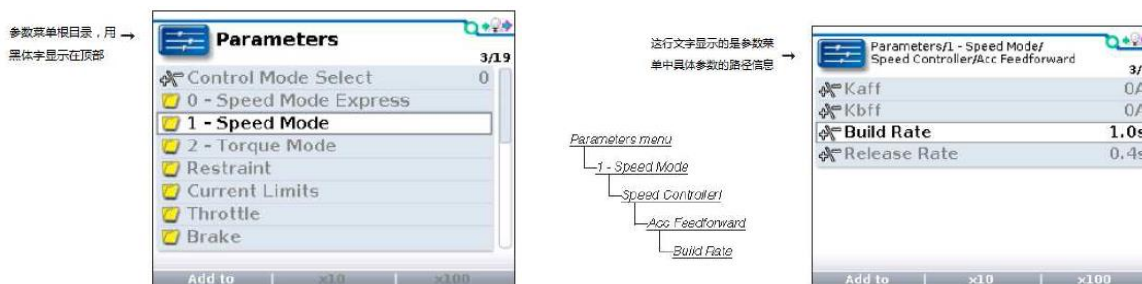 参数菜单根目录，用 →
黑体字显示在顶部
Parameters
3/19
Control Mode Select 0
0 - Speed Mode Express
1 - Speed Mode
2 - Torque Mode
Restraint
Current Limits
Throttle
Brake
Add to | x10 | x100
这行文字显示的是参数菜
单中具体参数的路径信息 →
Parameters menu
1 - Speed Mode
Speed Controllerl
Acc Feedforward
Build Rate
Parameters/1 - Speed Mode/
Speed Controller/Acc Feedforward
3/
Kaff 0A
Kbff 0A
Build Rate 1.0s
Release Rate 0.4s
Add to | x10 | x100